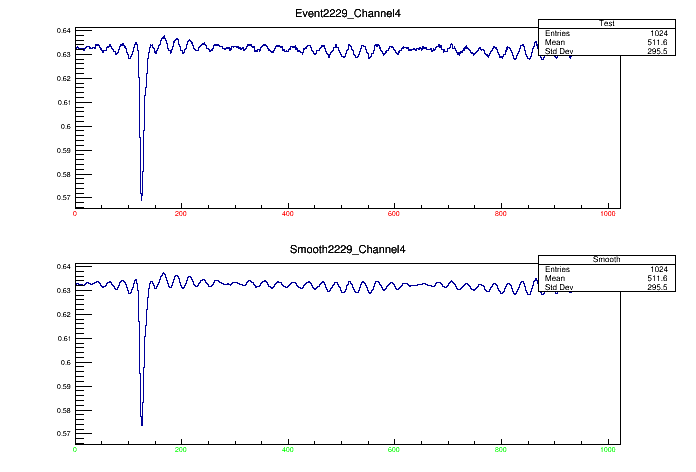 Event2229_Channel4
Test
Entries 1024
Mean 511.6
Std Dev 295.5
0.64
0.63
0.62
0.61
0.6
0.59
0.58
0.57
0 200 400 600 800 1000
Smooth2229_Channel4
Smooth
Entries 1024
Mean 511.6
Std Dev 295.5
0.64
0.63
0.62
0.61
0.6
0.59
0.58
0.57
0 200 400 600 800 1000